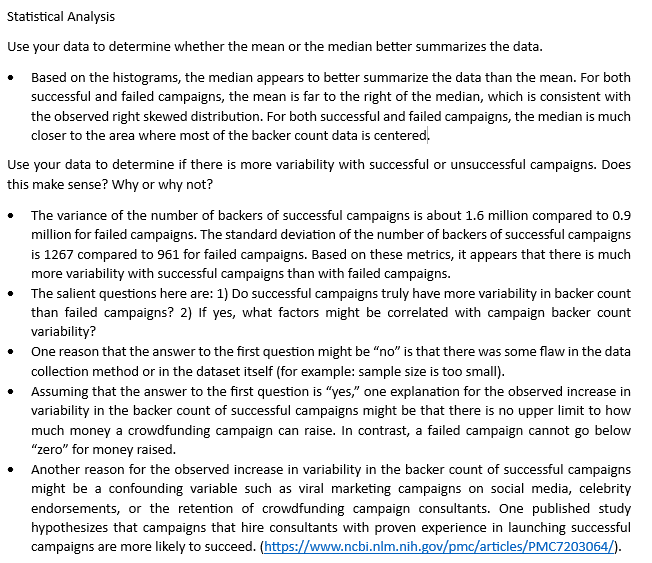 Statistical Analysis
Use your data to determine whether the mean or the median better summarizes the data.
• Based on the histograms, the median appears to better summarize the data than the mean. For both
successful and failed campaigns, the mean is far to the right of the median, which is consistent with
the observed right skewed distribution. For both successful and failed campaigns, the median is much
closer to the area where most of the backer count data is centered.
Use your data to determine if there is more variability with successful or unsuccessful campaigns. Does
this make sense? Why or why not?
• The variance of the number of backers of successful campaigns is about 1.6 million compared to 0.9
million for failed campaigns. The standard deviation of the number of backers of successful campaigns
is 1267 compared to 961 for failed campaigns. Based on these metrics, it appears that there is much
more variability with successful campaigns than with failed campaigns.
• The salient questions here are: 1) Do successful campaigns truly have more variability in backer count
than failed campaigns? 2) If yes, what factors might be correlated with campaign backer count
variability?
• One reason that the answer to the first question might be “no” is that there was some flaw in the data
collection method or in the dataset itself (for example: sample size is too small).
• Assuming that the answer to the first question is “yes,” one explanation for the observed increase in
variability in the backer count of successful campaigns might be that there is no upper limit to how
much money a crowdfunding campaign can raise. In contrast, a failed campaign cannot go below
“zero” for money raised.
• Another reason for the observed increase in variability in the backer count of successful campaigns
might be a confounding variable such as viral marketing campaigns on social media, celebrity
endorsements, or the retention of crowdfunding campaign consultants. One published study
hypothesizes that campaigns that hire consultants with proven experience in launching successful
campaigns are more likely to succeed. (https://www.ncbi.nlm.nih.gov/pmc/articles/PMC7203064/).